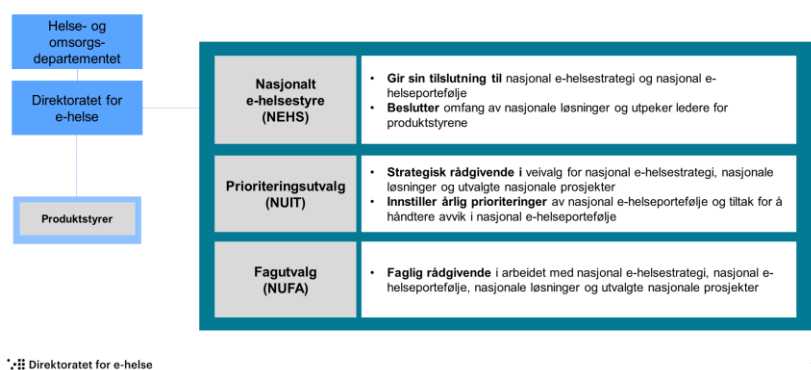 Helse- og
omsorgs-
departementet
Direktoratet for
e-helse
Produktstyrer
Nasjonalt
e-helsestyre
(NEHS)
• Gir sin tilslutning til nasjonal e-helsestrategi og nasjonal e-
helseportefølje
• Beslutter omfang av nasjonale løsninger og utpeker ledere for
produktstyrene
Prioriteringsutvalg
(NUIT)
• Strategisk rådgivende i veivalg for nasjonal e-helsestrategi, nasjonale
løsninger og utvalgte nasjonale prosjekter
• Innstiller årlig prioriteringer av nasjonal e-helseportefølje og tiltak for å
håndtere avvik i nasjonal e-helseportefølje
Fagutvalg
(NUFA)
• Faglig rådgivende i arbeidet med nasjonal e-helsestrategi, nasjonal e-
helseportefølje, nasjonale løsninger og utvalgte nasjonale prosjekter
Direktoratet for e-helse